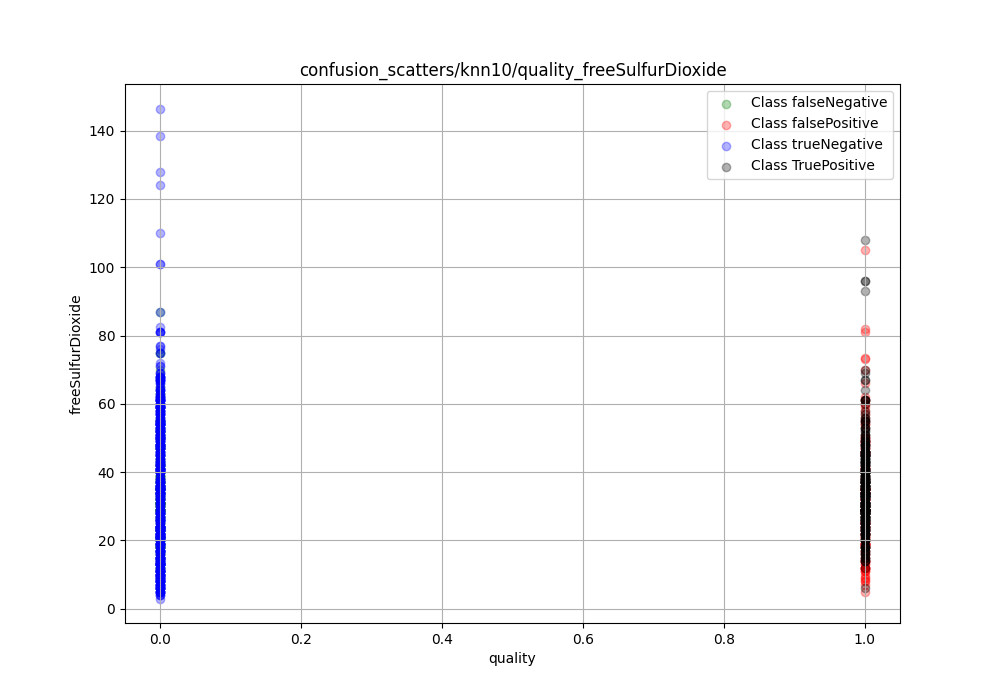 confusion_scatters/knn10/quality_freeSulfurDioxide
Class falseNegative
Class falsePositive
Class trueNegative
Class TruePositive
freeSulfurDioxide
140
120
100
80
60
40
20
0
0.0 0.2 0.4 0.6 0.8 1.0
quality